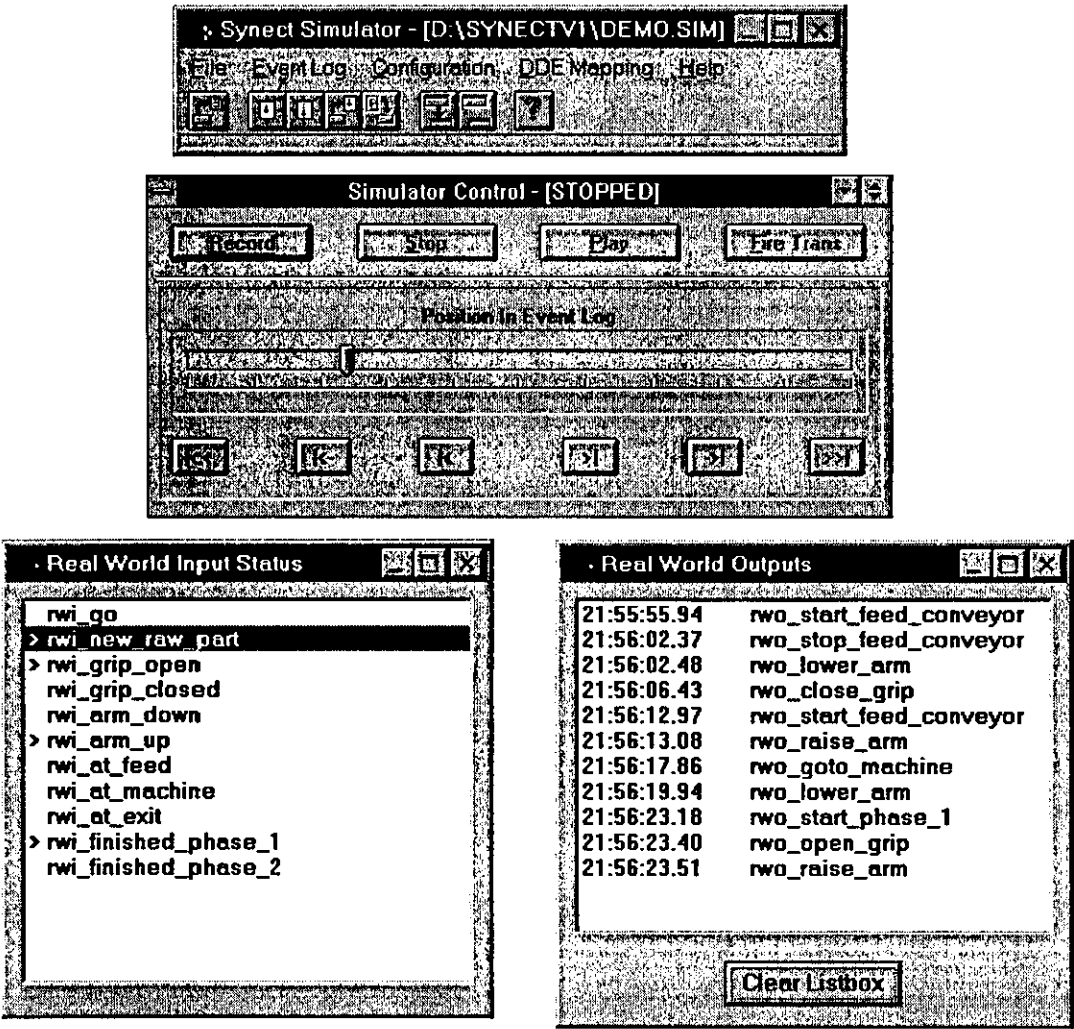 Synect Simulator - [D:\SYNECTV1\DEMO.SIM]
File Event Log Configuration DDE Mapping Help
?
Simulator Control - [STOPPED]
Record Stop Play Fire Trans
Position In Event Log
Real World Input Status
rwi_go
> rwi_new_raw_part
> rwi_grip_open
rwi_grip_closed
rwi_arm_down
> rwi_arm_up
rwi_at_feed
rwi_at_machine
rwi_at_exit
> rwi_finished_phase_1
rwi_finished_phase_2
Real World Outputs
21:55:55.94 rwo_start_feed_conveyor
21:56:02.37 rwo_stop_feed_conveyor
21:56:02.48 rwo_lower_arm
21:56:06.43 rwo_close_grip
21:56:12.97 rwo_start_feed_conveyor
21:56:13.08 rwo_raise_arm
21:56:17.86 rwo_goto_machine
21:56:19.94 rwo_lower_arm
21:56:23.18 rwo_start_phase_1
21:56:23.40 rwo_open_grip
21:56:23.51 rwo_raise_arm
Clear Listbox